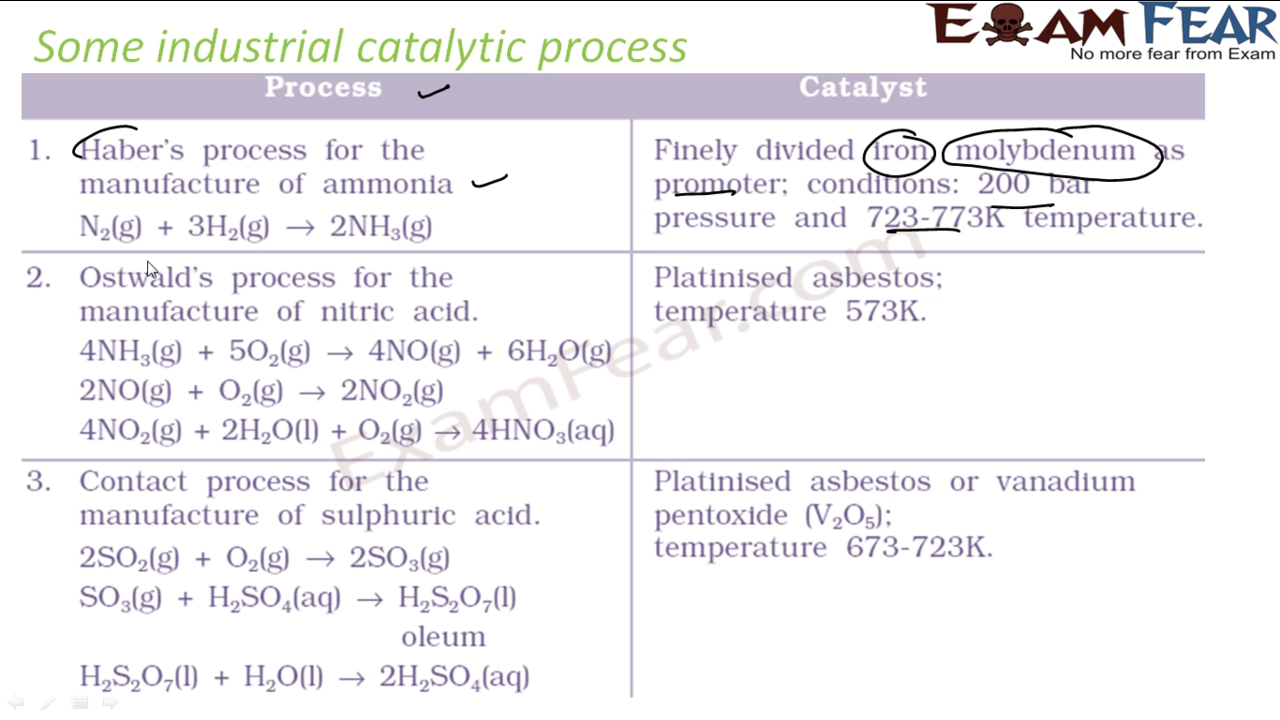 Some industrial catalytic process
EXAM FEAR
No more fear from Exam
Process
Catalyst
1. Haber's process for the
manufacture of ammonia
N₂(g) + 3H₂(g) → 2NH₃(g)
Finely divided iron molybdenum as
promoter; conditions: 200 bar
pressure and 723-773K temperature.
2. Ostwald's process for the
manufacture of nitric acid.
4NH₃(g) + 5O₂(g) → 4NO(g) + 6H₂O(g)
2NO(g) + O₂(g) → 2NO₂(g)
4NO₂(g) + 2H₂O(l) + O₂(g) → 4HNO₃(aq)
Platinised asbestos;
temperature 573K.
3. Contact process for the
manufacture of sulphuric acid.
2SO₂(g) + O₂(g) → 2SO₃(g)
SO₃(g) + H₂SO₄(aq) → H₂S₂O₇(l)
oleum
H₂S₂O₇(l) + H₂O(l) → 2H₂SO₄(aq)
Platinised asbestos or vanadium
pentoxide (V₂O₅);
temperature 673-723K.
ExamFear.com